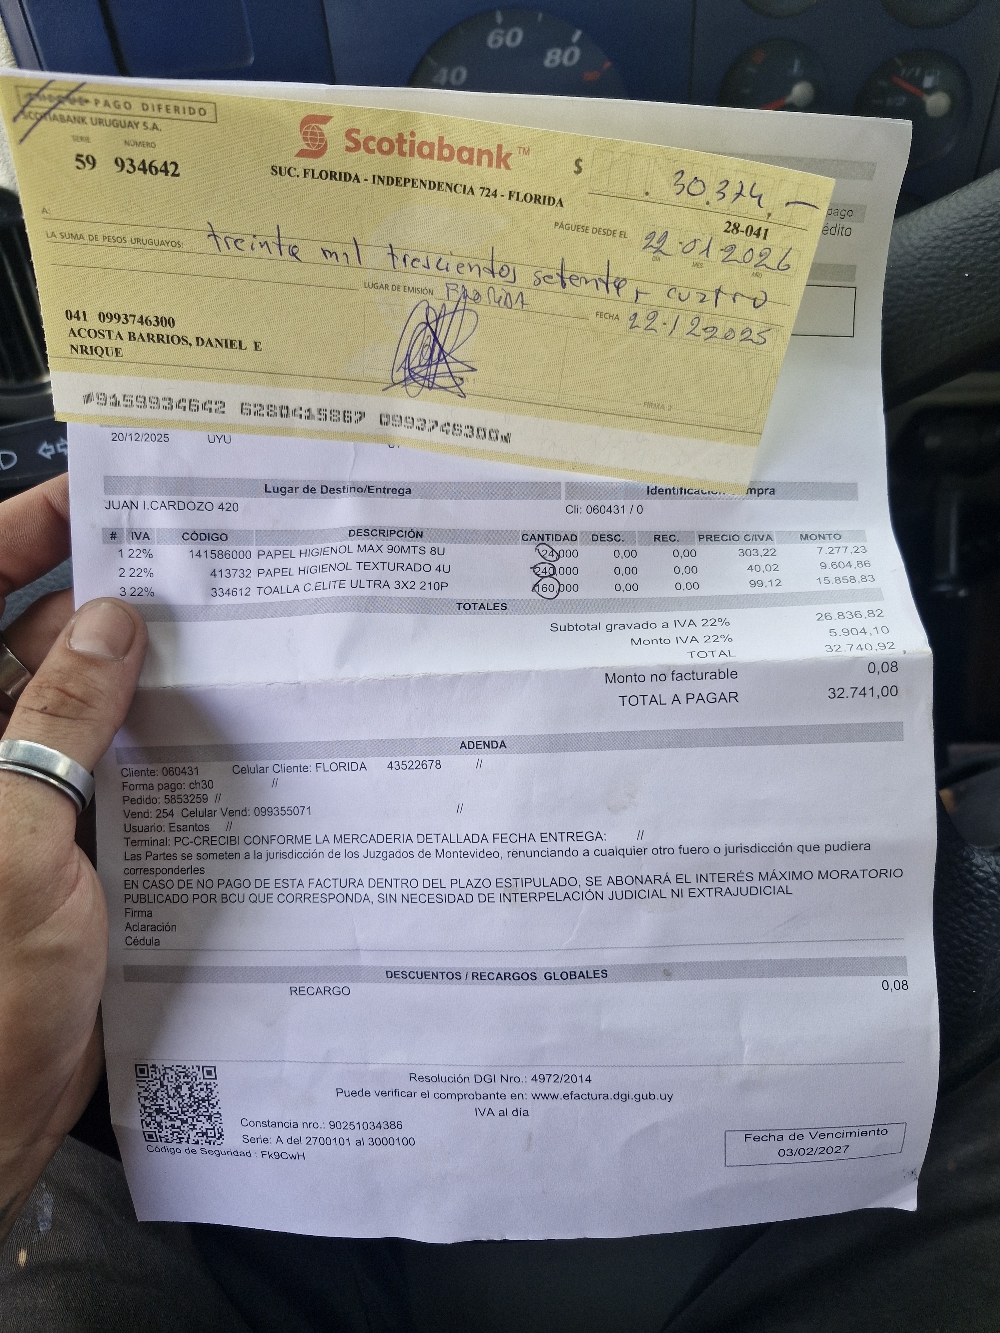 60
80
40
CHEQUE PAGO DIFERIDO
SCOTIABANK URUGUAY S.A.
SERIE NÚMERO
59 934642
Scotiabank™
SUC. FLORIDA - INDEPENDENCIA 724 - FLORIDA
$ 30.374,—
28-041
PÁGUESE DESDE EL 22·01·2026
DÍA MES AÑO
A:
LA SUMA DE PESOS URUGUAYOS: treinta mil trescientos setenta y cuatro
LUGAR DE EMISIÓN FLORIDA
FECHA 22·12·2025
041 0993746300
ACOSTA BARRIOS, DANIEL E
NRIQUE
FIRMA 2
pago
édito
20/12/2025 UYU
Lugar de Destino/Entrega
mpra
JUAN I.CARDOZO 420
Cli: 060431 / 0
# IVA CÓDIGO DESCRIPCIÓN CANTIDAD DESC. REC. PRECIO C/IVA MONTO
1 22% 141586000 PAPEL HIGIENOL MAX 90MTS 8U 24,000 0,00 0,00 303,22 7.277,23
2 22% 413732 PAPEL HIGIENOL TEXTURADO 4U 240,000 0,00 0,00 40,02 9.604,86
3 22% 334612 TOALLA C.ELITE ULTRA 3X2 210P 160,000 0,00 0,00 99,12 15.858,83
TOTALES
Subtotal gravado a IVA 22% 26.836,82
Monto IVA 22% 5.904,10
TOTAL 32.740,92
Monto no facturable 0,08
TOTAL A PAGAR 32.741,00
ADENDA
Cliente: 060431 Celular Cliente: FLORIDA 43522678 //
Forma pago: ch30 //
Pedido: 5853259 //
Vend: 254 Celular Vend: 099355071 //
Usuario: Esantos //
Terminal: PC-CRECIBI CONFORME LA MERCADERIA DETALLADA FECHA ENTREGA: //
Las Partes se someten a la jurisdicción de los Juzgados de Montevideo, renunciando a cualquier otro fuero o jurisdicción que pudiera
corresponderles
EN CASO DE NO PAGO DE ESTA FACTURA DENTRO DEL PLAZO ESTIPULADO, SE ABONARÁ EL INTERÉS MÁXIMO MORATORIO
PUBLICADO POR BCU QUE CORRESPONDA, SIN NECESIDAD DE INTERPELACIÓN JUDICIAL NI EXTRAJUDICIAL
Firma
Aclaración
Cédula
DESCUENTOS / RECARGOS GLOBALES
RECARGO 0,08
Resolución DGI Nro.: 4972/2014
Puede verificar el comprobante en: www.efactura.dgi.gub.uy
IVA al día
Constancia nro.: 90251034386
Serie: A del 2700101 al 3000100
Código de Seguridad : Fk9CwH
Fecha de Vencimiento
03/02/2027